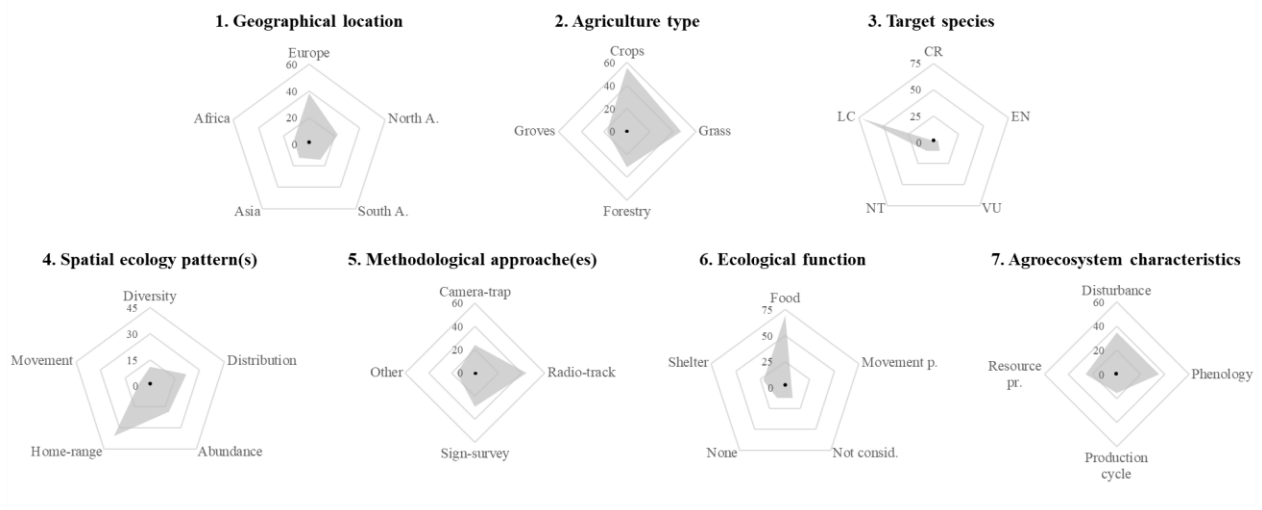 1. Geographical location
2. Agriculture type
3. Target species
Europe
60
40
20
0
Africa
North A.
Asia
South A.
Crops
60
40
20
0
Groves
Grass
Forestry
CR
75
50
25
0
LC
EN
NT
VU
4. Spatial ecology pattern(s)
5. Methodological approache(es)
6. Ecological function
7. Agroecosystem characteristics
Diversity
45
30
15
0
Movement
Distribution
Home-range
Abundance
Camera-trap
60
40
20
0
Other
Radio-track
Sign-survey
Food
75
50
25
0
Shelter
Movement p.
None
Not consid.
Disturbance
60
40
20
0
Resource
pr.
Phenology
Production
cycle